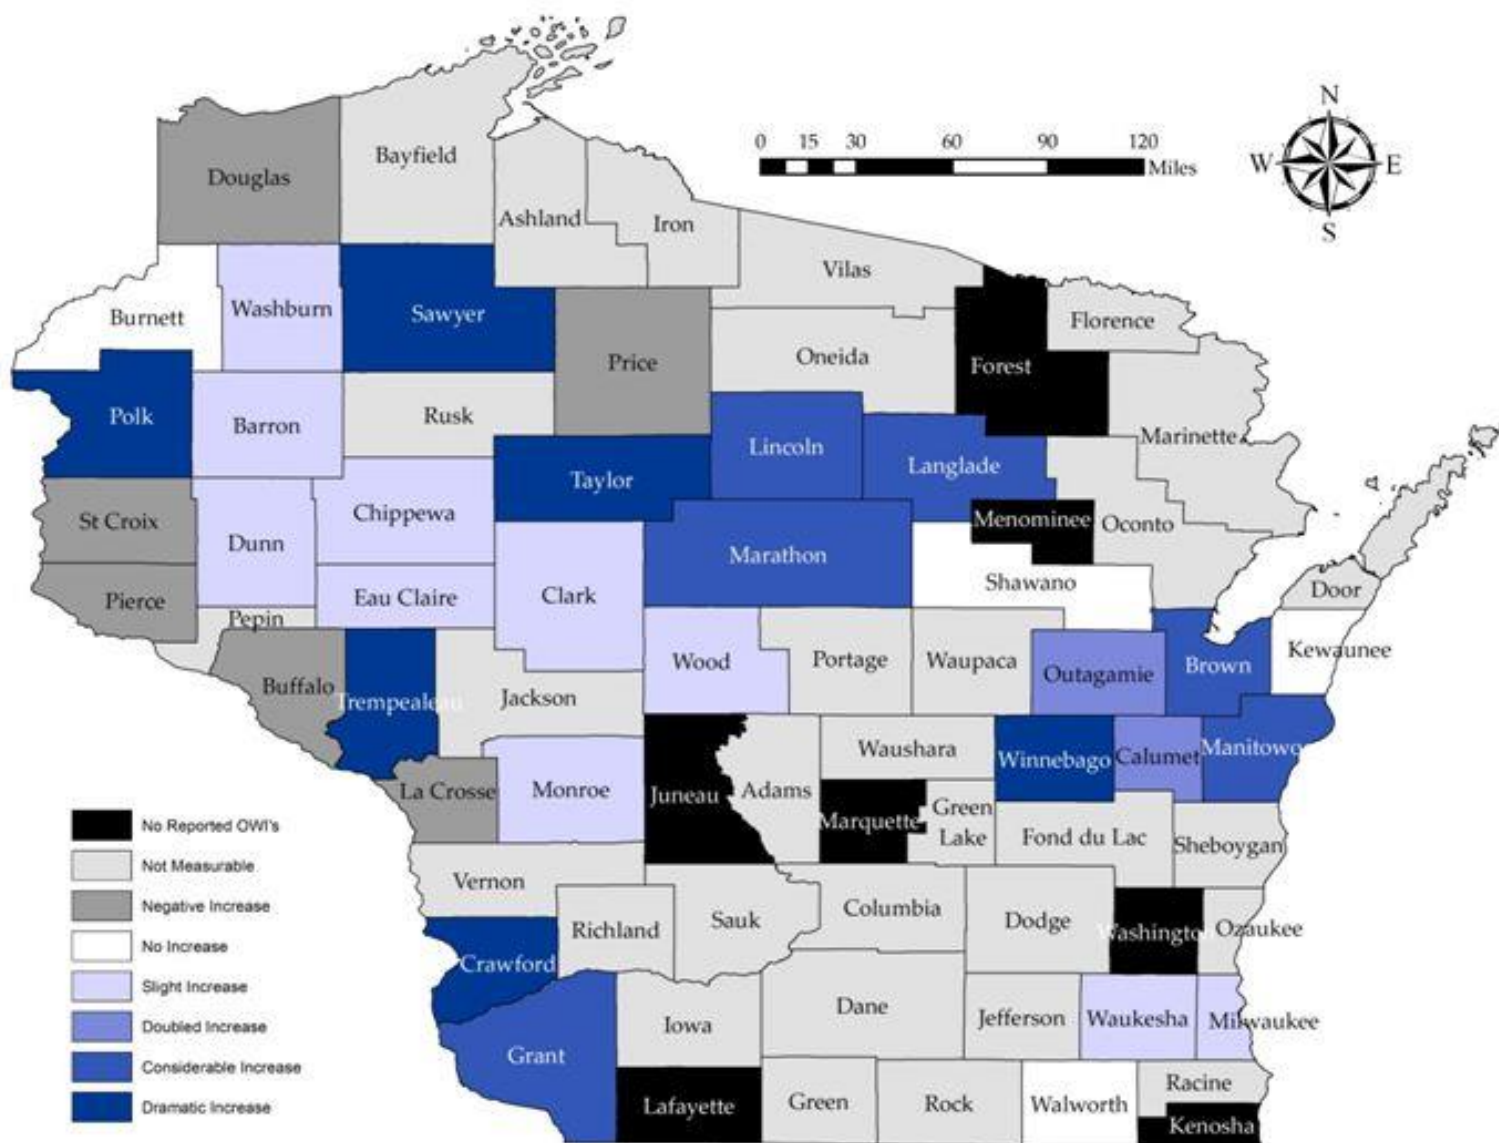 N
0 15 30 60 90 120
Miles
W E
S
Bayfield
Douglas
Ashland
Iron
Vilas
Burnett
Washburn
Sawyer
Florence
Price
Oneida
Forest
Polk
Barron
Rusk
Marinette
Lincoln
Langlade
Taylor
St Croix
Chippewa
Menominee
Oconto
Dunn
Marathon
Shawano
Door
Pierce
Eau Claire
Clark
Pepin
Wood
Portage
Waupaca
Outagamie
Brown
Kewaunee
Buffalo
Trempealeau
Jackson
Waushara
Winnebago
Calumet
Manitowo
La Crosse
Monroe
Juneau
Adams
Marquette
Green
Lake
Fond du Lac
Sheboygan
Vernon
Richland
Sauk
Columbia
Dodge
Washington
Ozaukee
Crawford
Dane
Jefferson
Waukesha
Milwaukee
Iowa
Grant
Lafayette
Green
Rock
Walworth
Racine
Kenosha
No Reported OWI's
Not Measurable
Negative Increase
No Increase
Slight Increase
Doubled Increase
Considerable Increase
Dramatic Increase